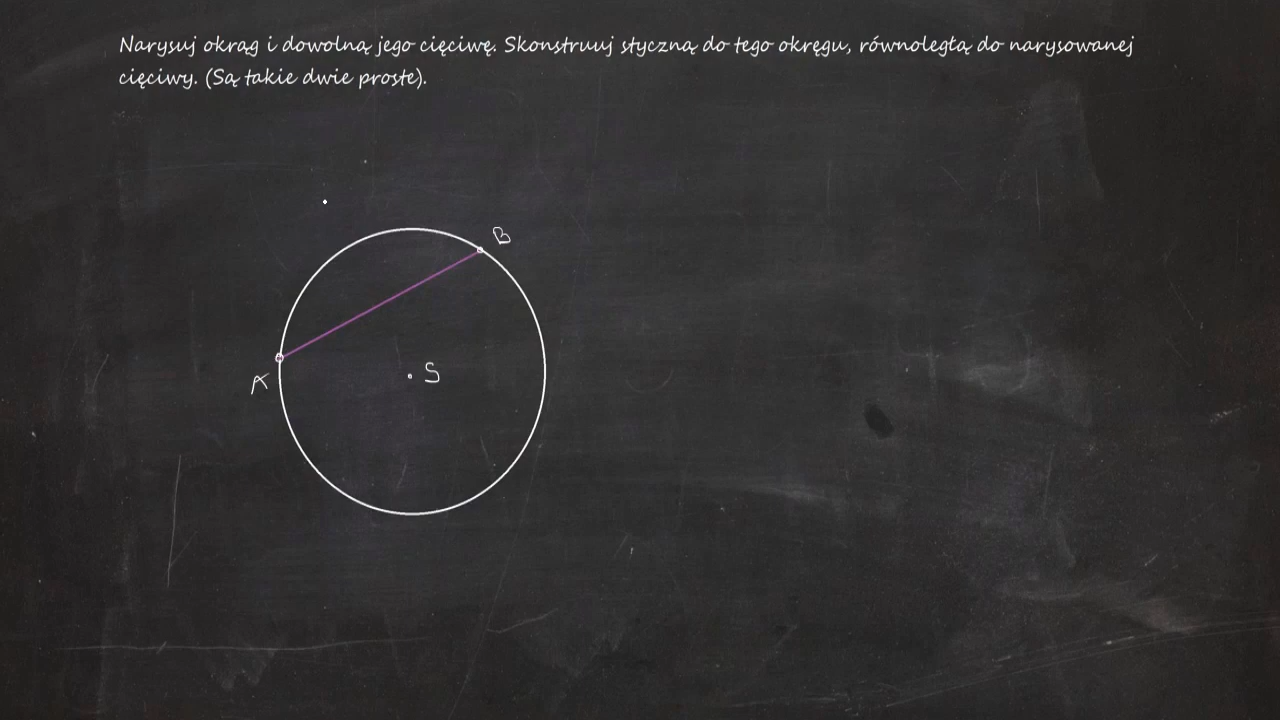 Narysuj okrąg i dowolną jego cięciwę. Skonstruuj styczną do tego okręgu, równoległą do narysowanej
cięciwy. (Są takie dwie proste).
B
S
A